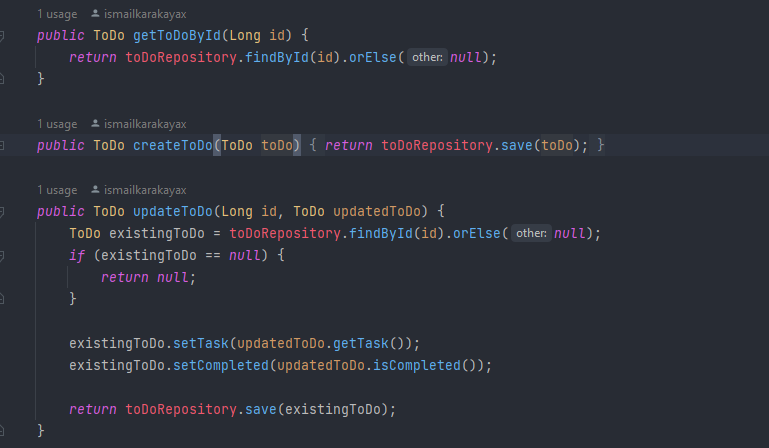 1 usage ismailkarakayax
public ToDo getToDoById(Long id) {
return toDoRepository.findById(id).orElse( other: null);
}
1 usage ismailkarakayax
public ToDo createToDo(ToDo toDo) { return toDoRepository.save(toDo); }
1 usage ismailkarakayax
public ToDo updateToDo(Long id, ToDo updatedToDo) {
ToDo existingToDo = toDoRepository.findById(id).orElse( other: null);
if (existingToDo == null) {
return null;
}
existingToDo.setTask(updatedToDo.getTask());
existingToDo.setCompleted(updatedToDo.isCompleted());
return toDoRepository.save(existingToDo);
}